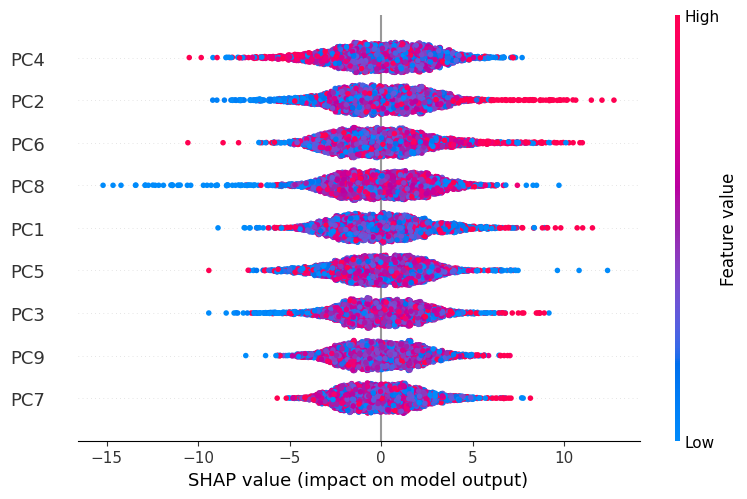 High
PC4
PC2
PC6
PC8
PC1
PC5
PC3
PC9
PC7
Feature value
Low
−15 −10 −5 0 5 10
SHAP value (impact on model output)